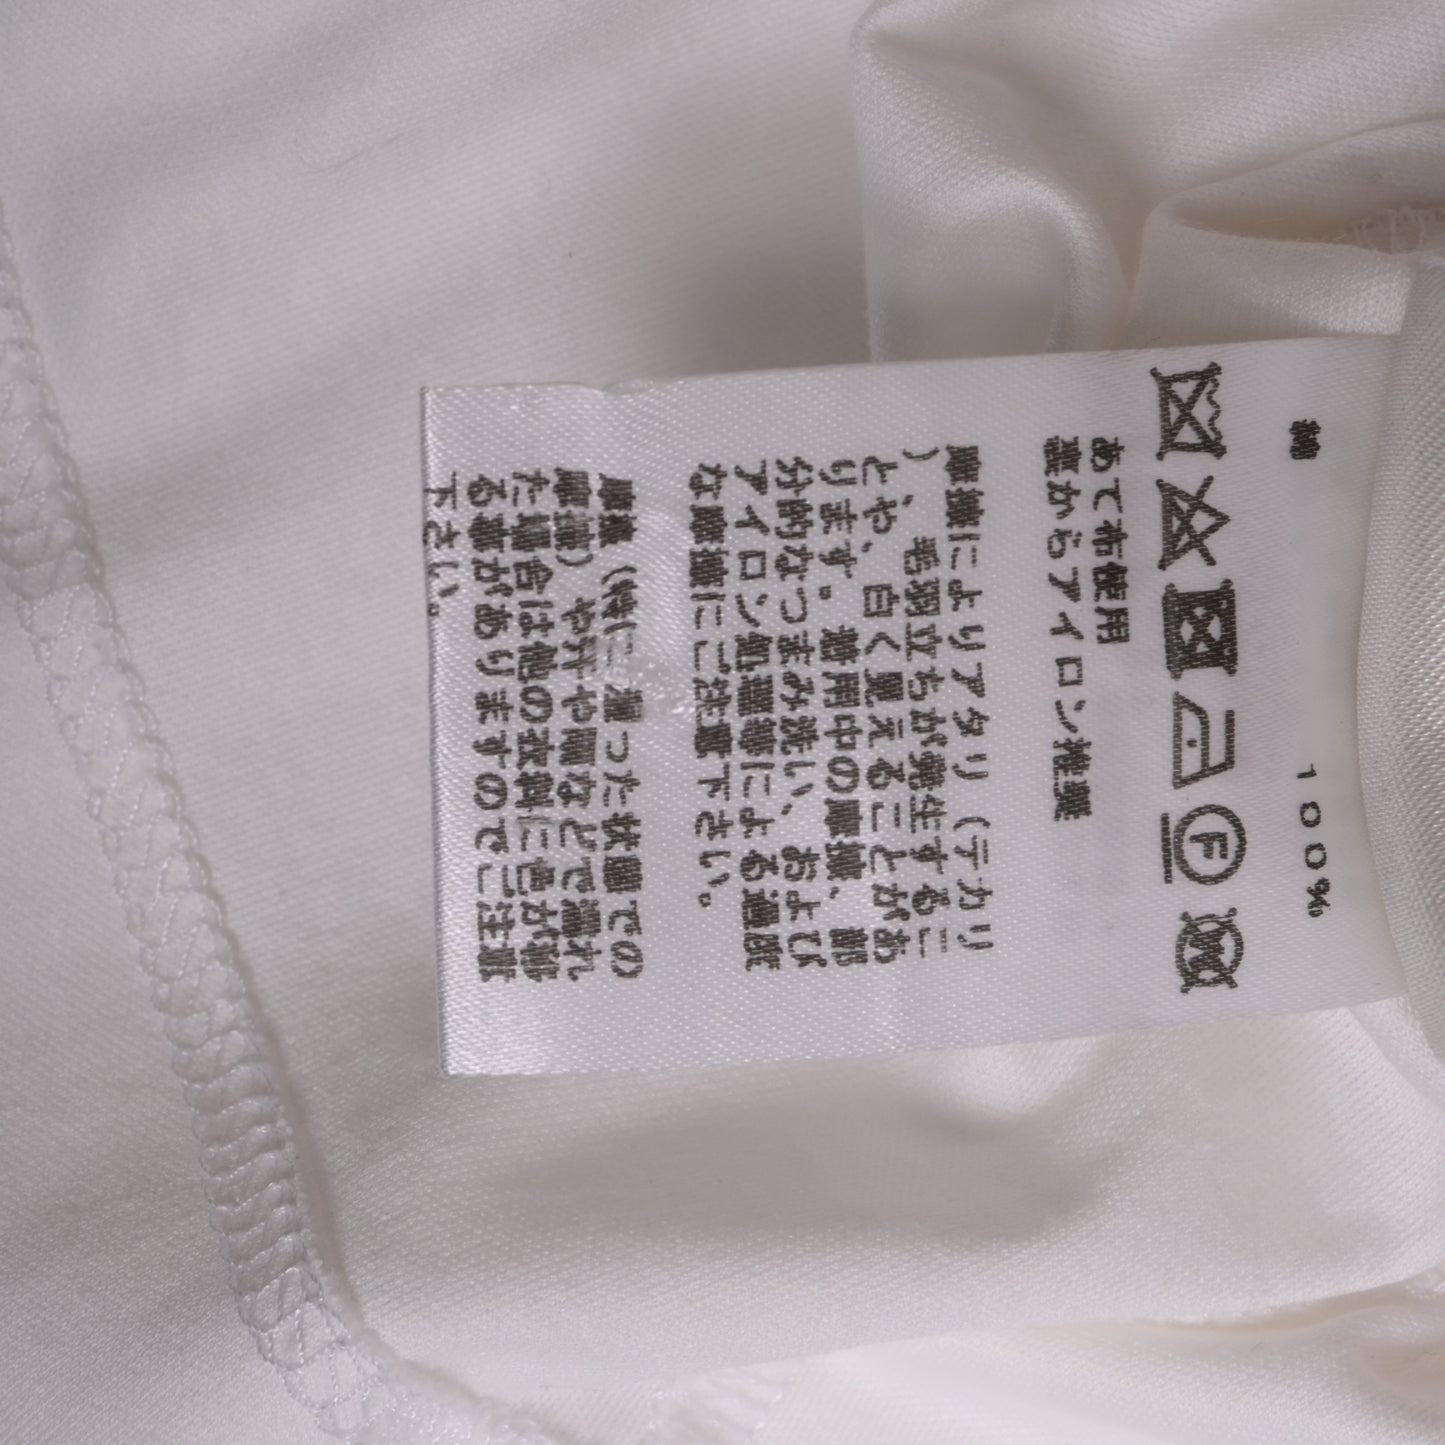 綿 100%
あて布使用
裏からアイロン推奨
摩擦によりアタリ(テカリ
)、毛羽立ちが発生するこ
とや、白く見えることがあ
ります。着用中の摩擦、部
分的なつまみ洗い、および
アイロン処理等による過度
な摩擦にご注意下さい。
摩擦(特に湿った状態での
摩擦)や汗や雨などで濡れ
た場合は他の衣料に色が移
る事がありますのでご注意
下さい。